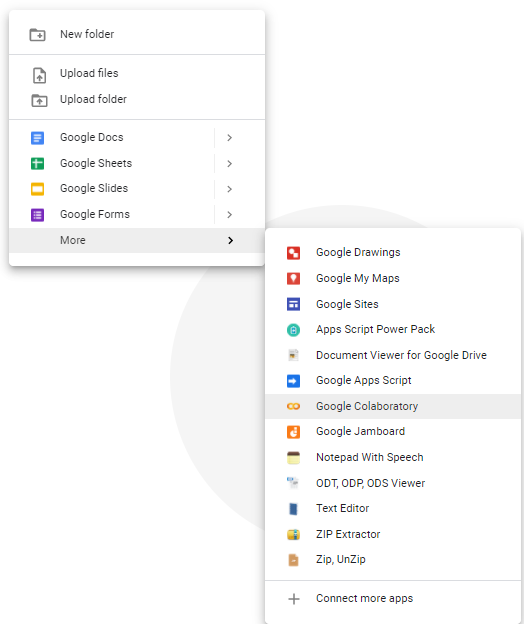 New folder
Upload files
Upload folder
Google Docs
Google Sheets
Google Slides
Google Forms
More
Google Drawings
Google My Maps
Google Sites
Apps Script Power Pack
Document Viewer for Google Drive
Google Apps Script
Google Colaboratory
Google Jamboard
Notepad With Speech
ODT, ODP, ODS Viewer
Text Editor
ZIP Extractor
Zip, UnZip
Connect more apps